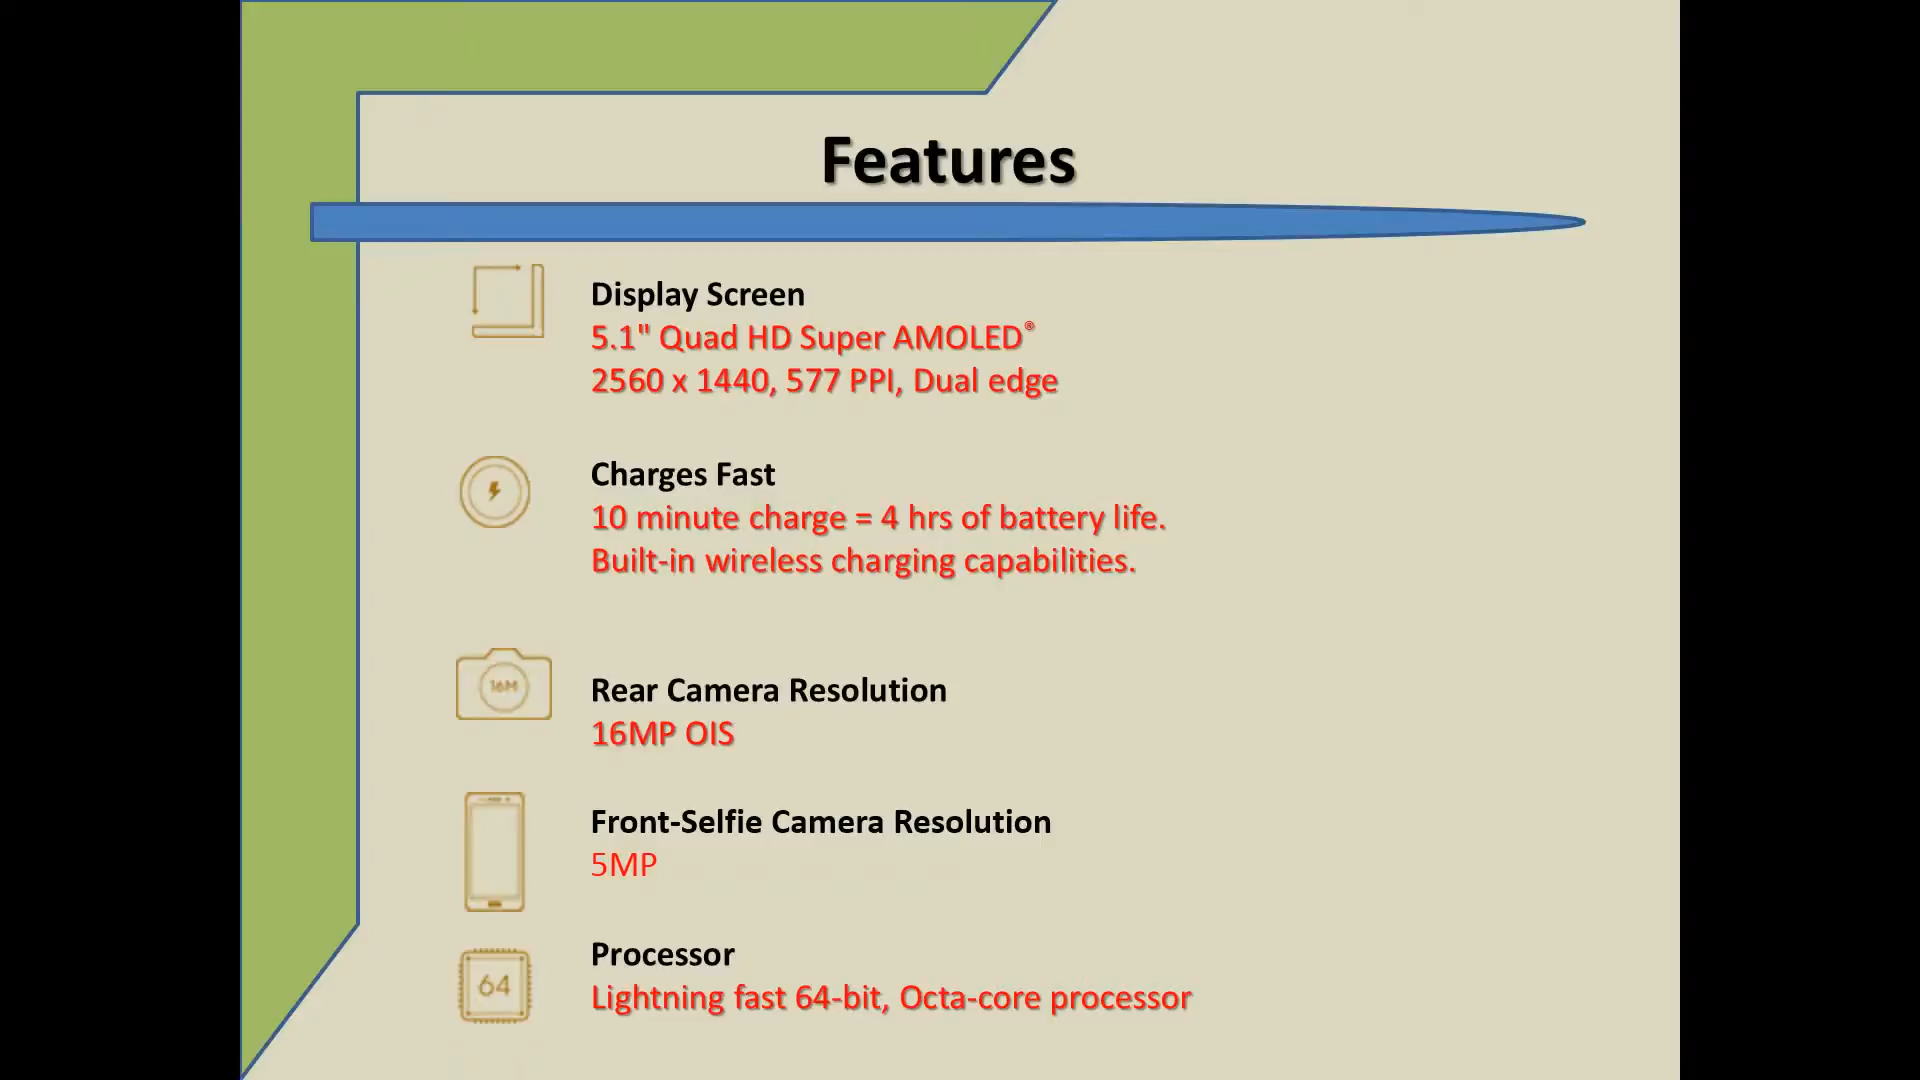 Features
Display Screen
5.1" Quad HD Super AMOLED®
2560 x 1440, 577 PPI, Dual edge
Charges Fast
10 minute charge = 4 hrs of battery life.
Built-in wireless charging capabilities.
16M
Rear Camera Resolution
16MP OIS
Front-Selfie Camera Resolution
5MP
Processor
64
Lightning fast 64-bit, Octa-core processor